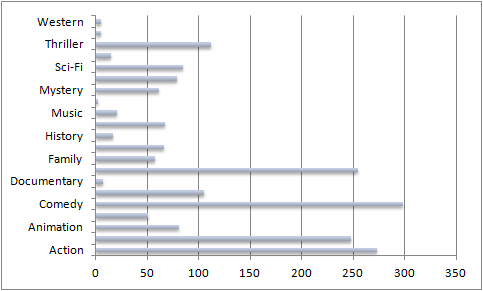 Western
Thriller
Sci-Fi
Mystery
Music
History
Family
Documentary
Comedy
Animation
Action
0 50 100 150 200 250 300 350